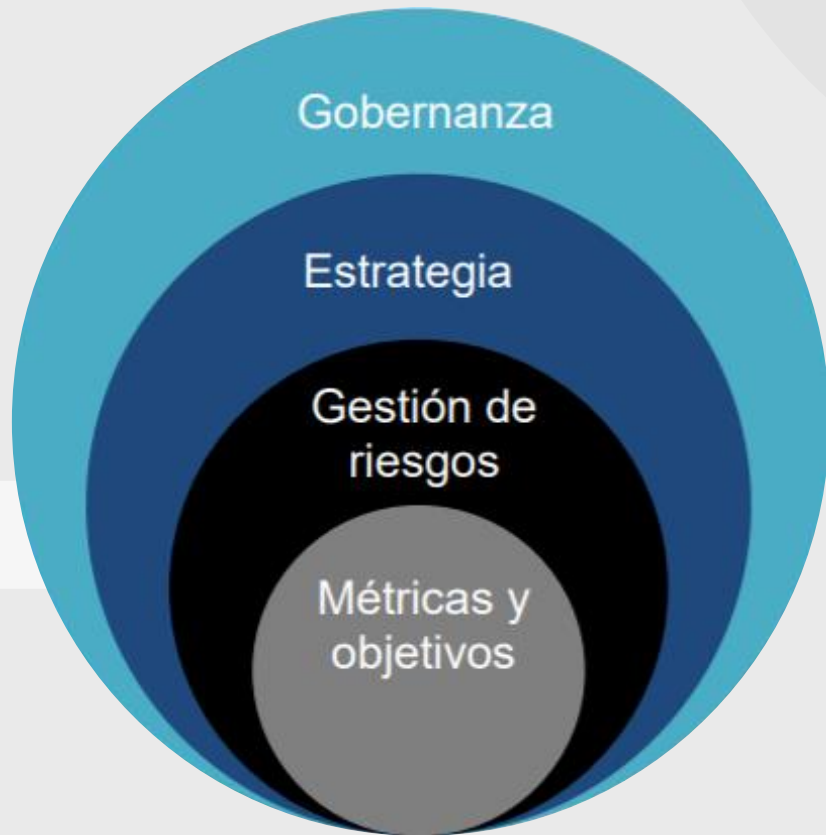 Gobernanza
Estrategia
Gestión de
riesgos
Métricas y
objetivos